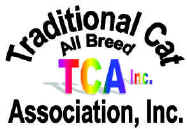 Traditional Cat
All Breed
TCA Inc.
Association, Inc.